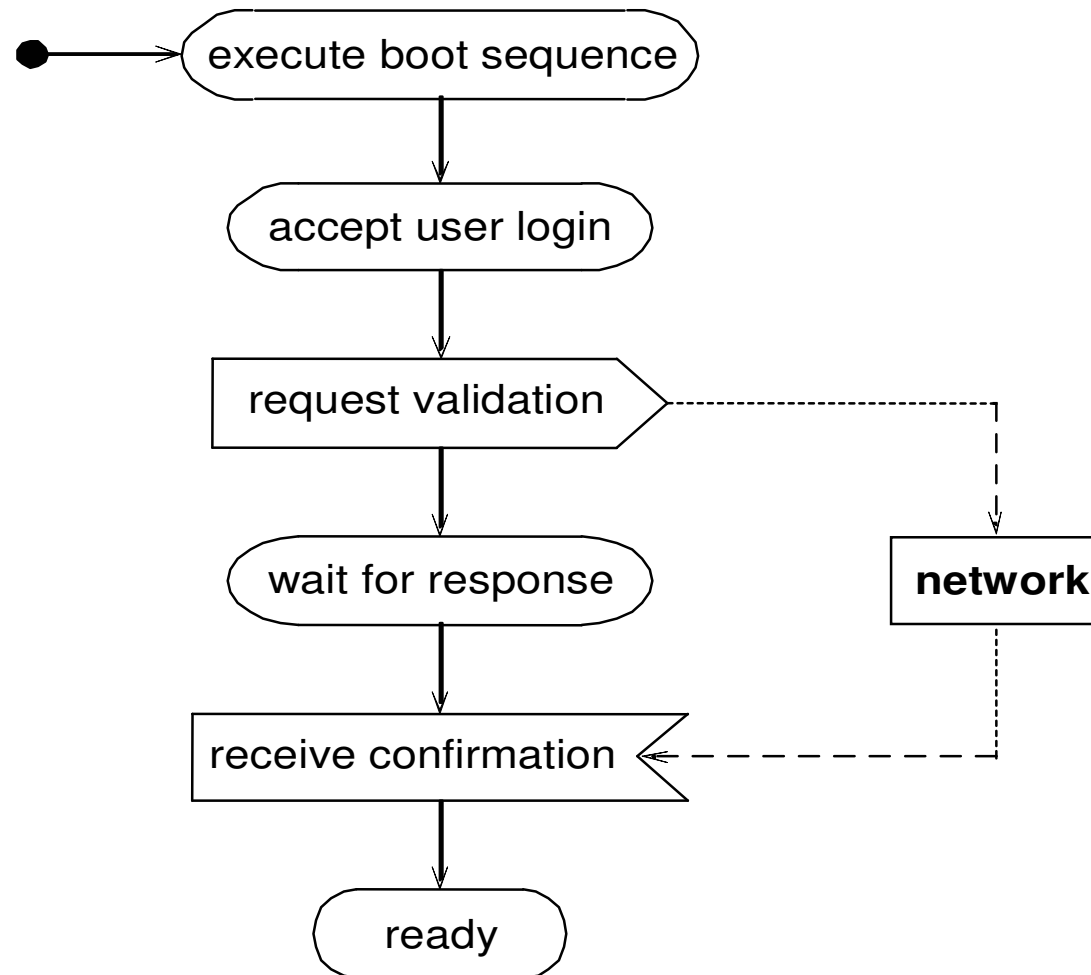 execute boot sequence
accept user login
request validation
wait for response
network
receive confirmation
ready